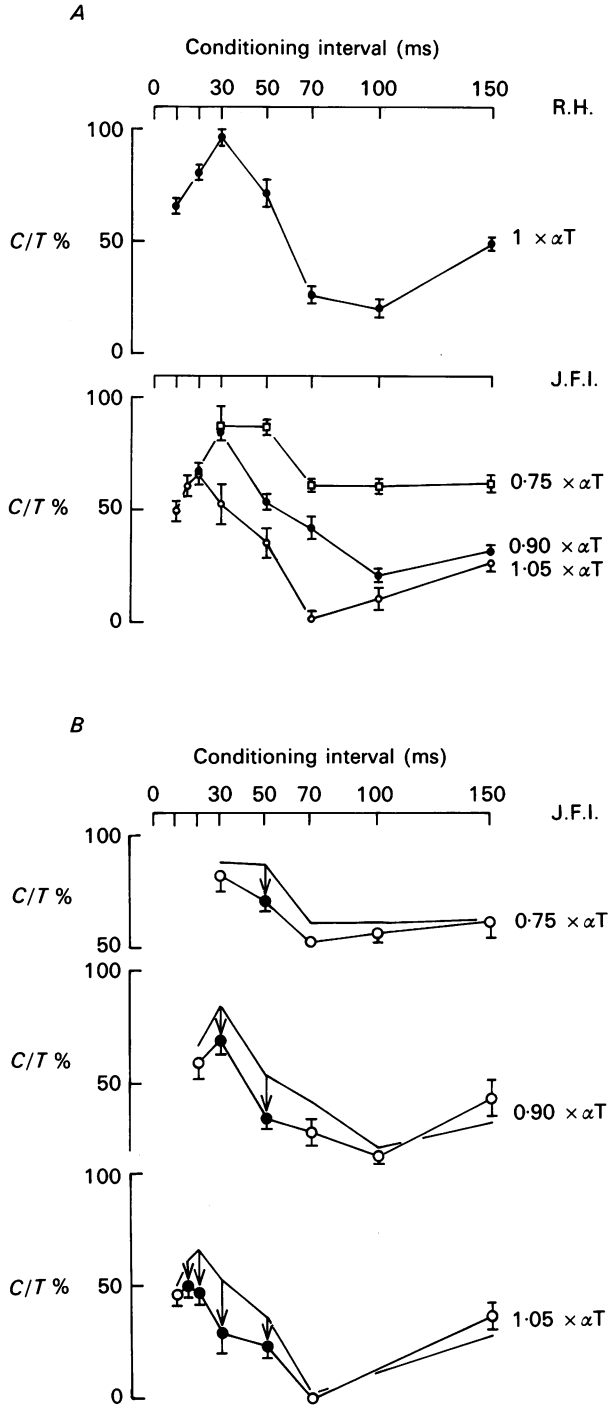 A
Conditioning interval (ms)
0 30 50 70 100 150
R.H.
100
C/T % 50
0
1 × αT
J.F.I.
100
C/T % 50
0
0·75 × αT
0·90 × αT
1·05 × αT
B
Conditioning interval (ms)
0 30 50 70 100 150
J.F.I.
100
C/T %
50
0·75 × αT
100
C/T %
50
0·90 × αT
100
C/T % 50
0
1·05 × αT